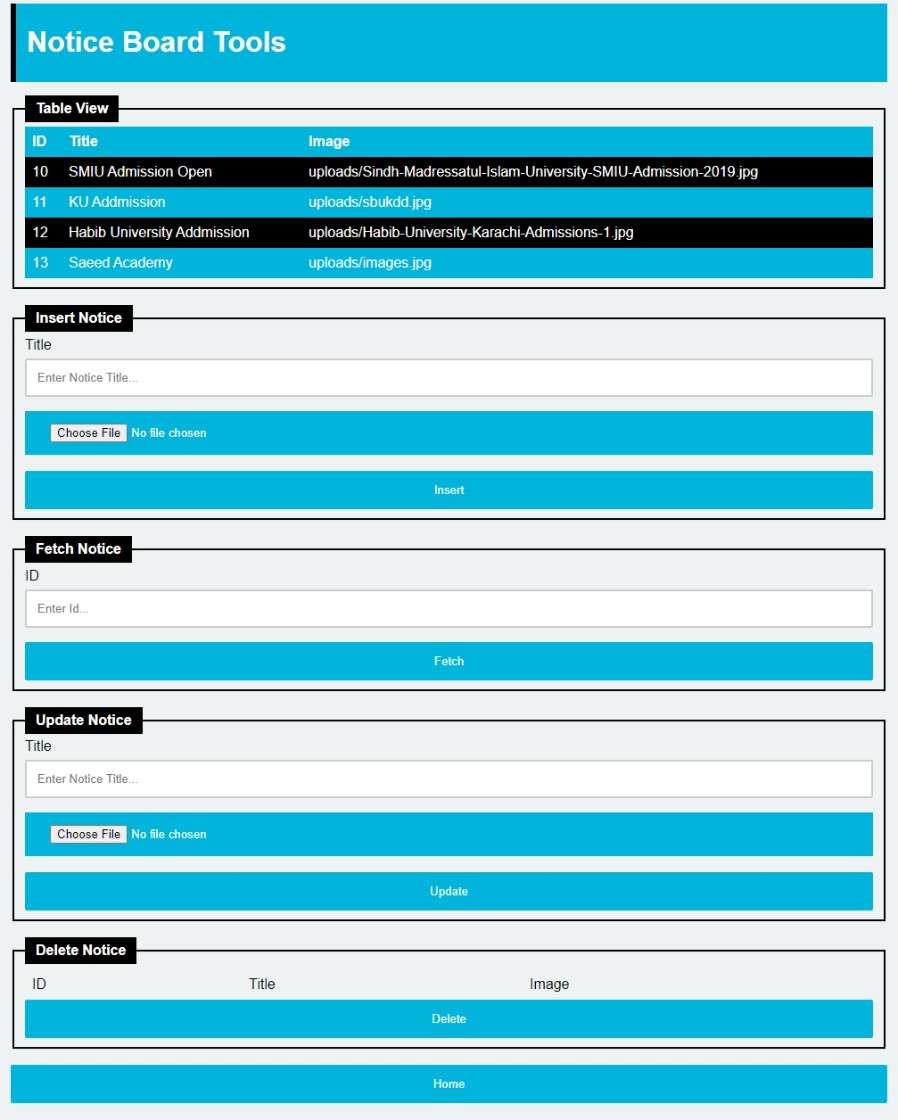 Notice Board Tools
Table View
ID Title Image
10 SMIU Admission Open uploads/Sindh-Madressatul-Islam-University-SMIU-Admission-2019.jpg
11 KU Addmission uploads/sbukdd.jpg
12 Habib University Addmission uploads/Habib-University-Karachi-Admissions-1.jpg
13 Saeed Academy uploads/images.jpg
Insert Notice
Title
Enter Notice Title...
Choose File No file chosen
Insert
Fetch Notice
ID
Enter Id...
Fetch
Update Notice
Title
Enter Notice Title...
Choose File No file chosen
Update
Delete Notice
ID Title Image
Delete
Home